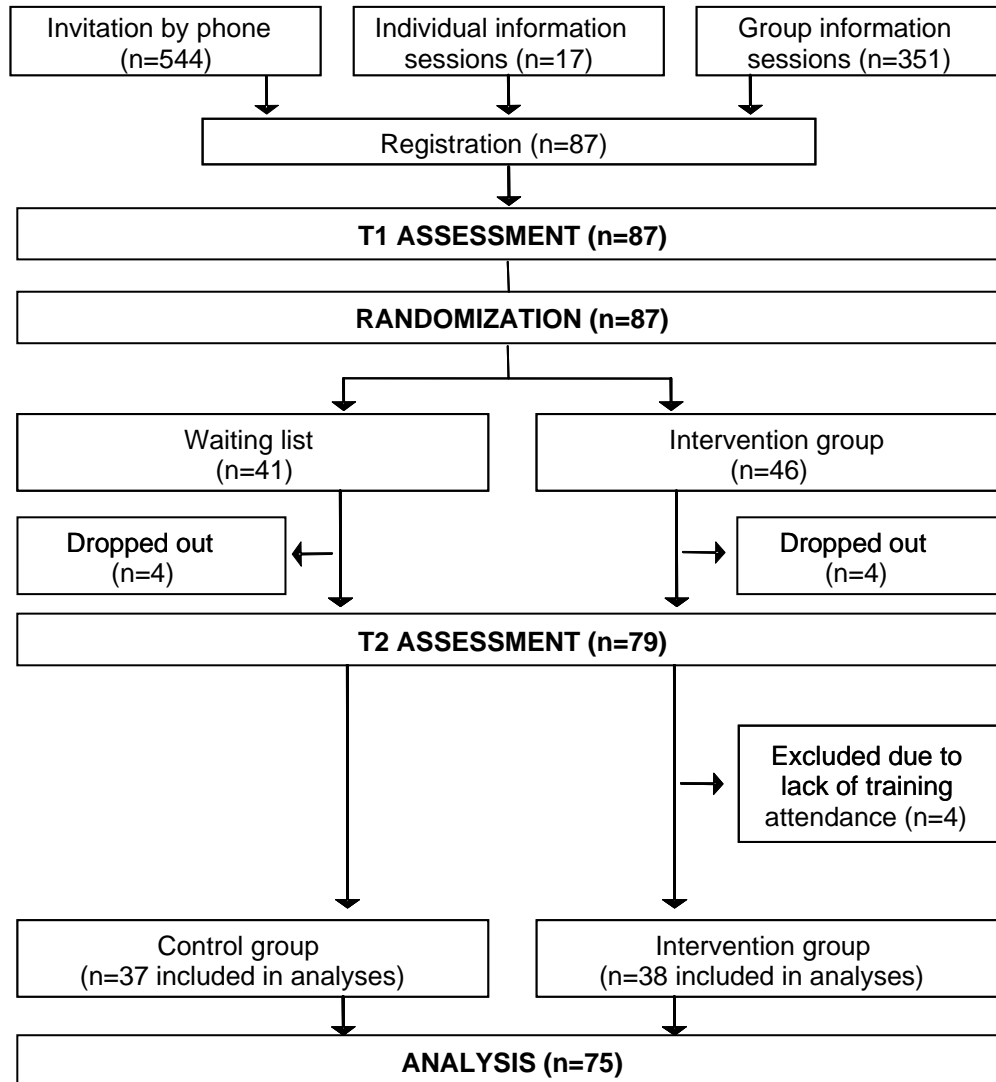 Invitation by phone
(n=544)
Individual information
sessions (n=17)
Group information
sessions (n=351)
Registration (n=87)
T1 ASSESSMENT (n=87)
RANDOMIZATION (n=87)
Waiting list
(n=41)
Intervention group
(n=46)
Dropped out
(n=4)
Dropped out
(n=4)
T2 ASSESSMENT (n=79)
Excluded due to
lack of training
attendance (n=4)
Control group
(n=37 included in analyses)
Intervention group
(n=38 included in analyses)
ANALYSIS (n=75)